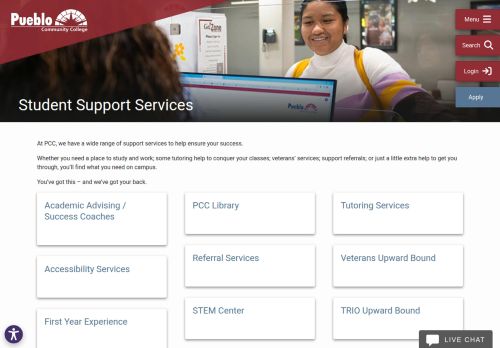 Pueblo
Community College
Menu
Search
Login
Apply
Go Zone
Pueblo
Student Support Services
At PCC, we have a wide range of support services to help ensure your success.
Whether you need a place to study and work; some tutoring help to conquer your classes; veterans' services; support referrals; or just a little extra help to get you
through, you'll find what you need on campus.
You've got this – and we've got your back.
Academic Advising /
Success Coaches
PCC Library
Tutoring Services
Accessibility Services
Referral Services
Veterans Upward Bound
First Year Experience
STEM Center
TRIO Upward Bound
LIVE CHAT